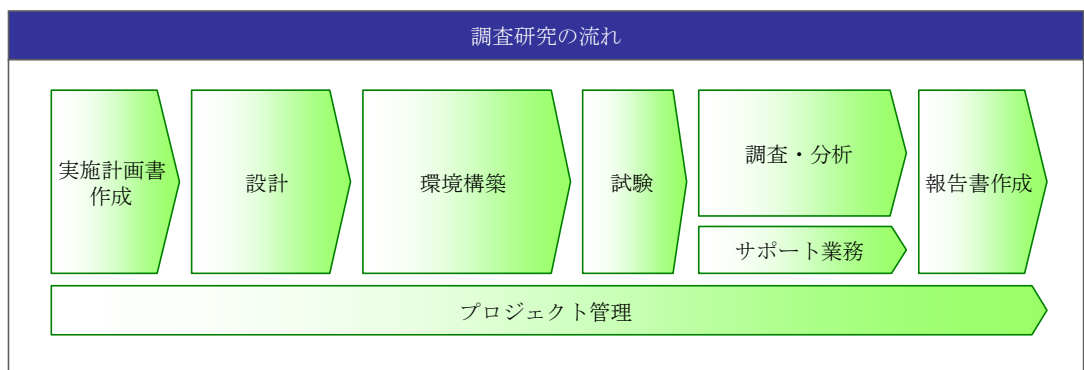 調査研究の流れ
実施計画書
作成
設計
環境構築
試験
調査・分析
サポート業務
報告書作成
プロジェクト管理